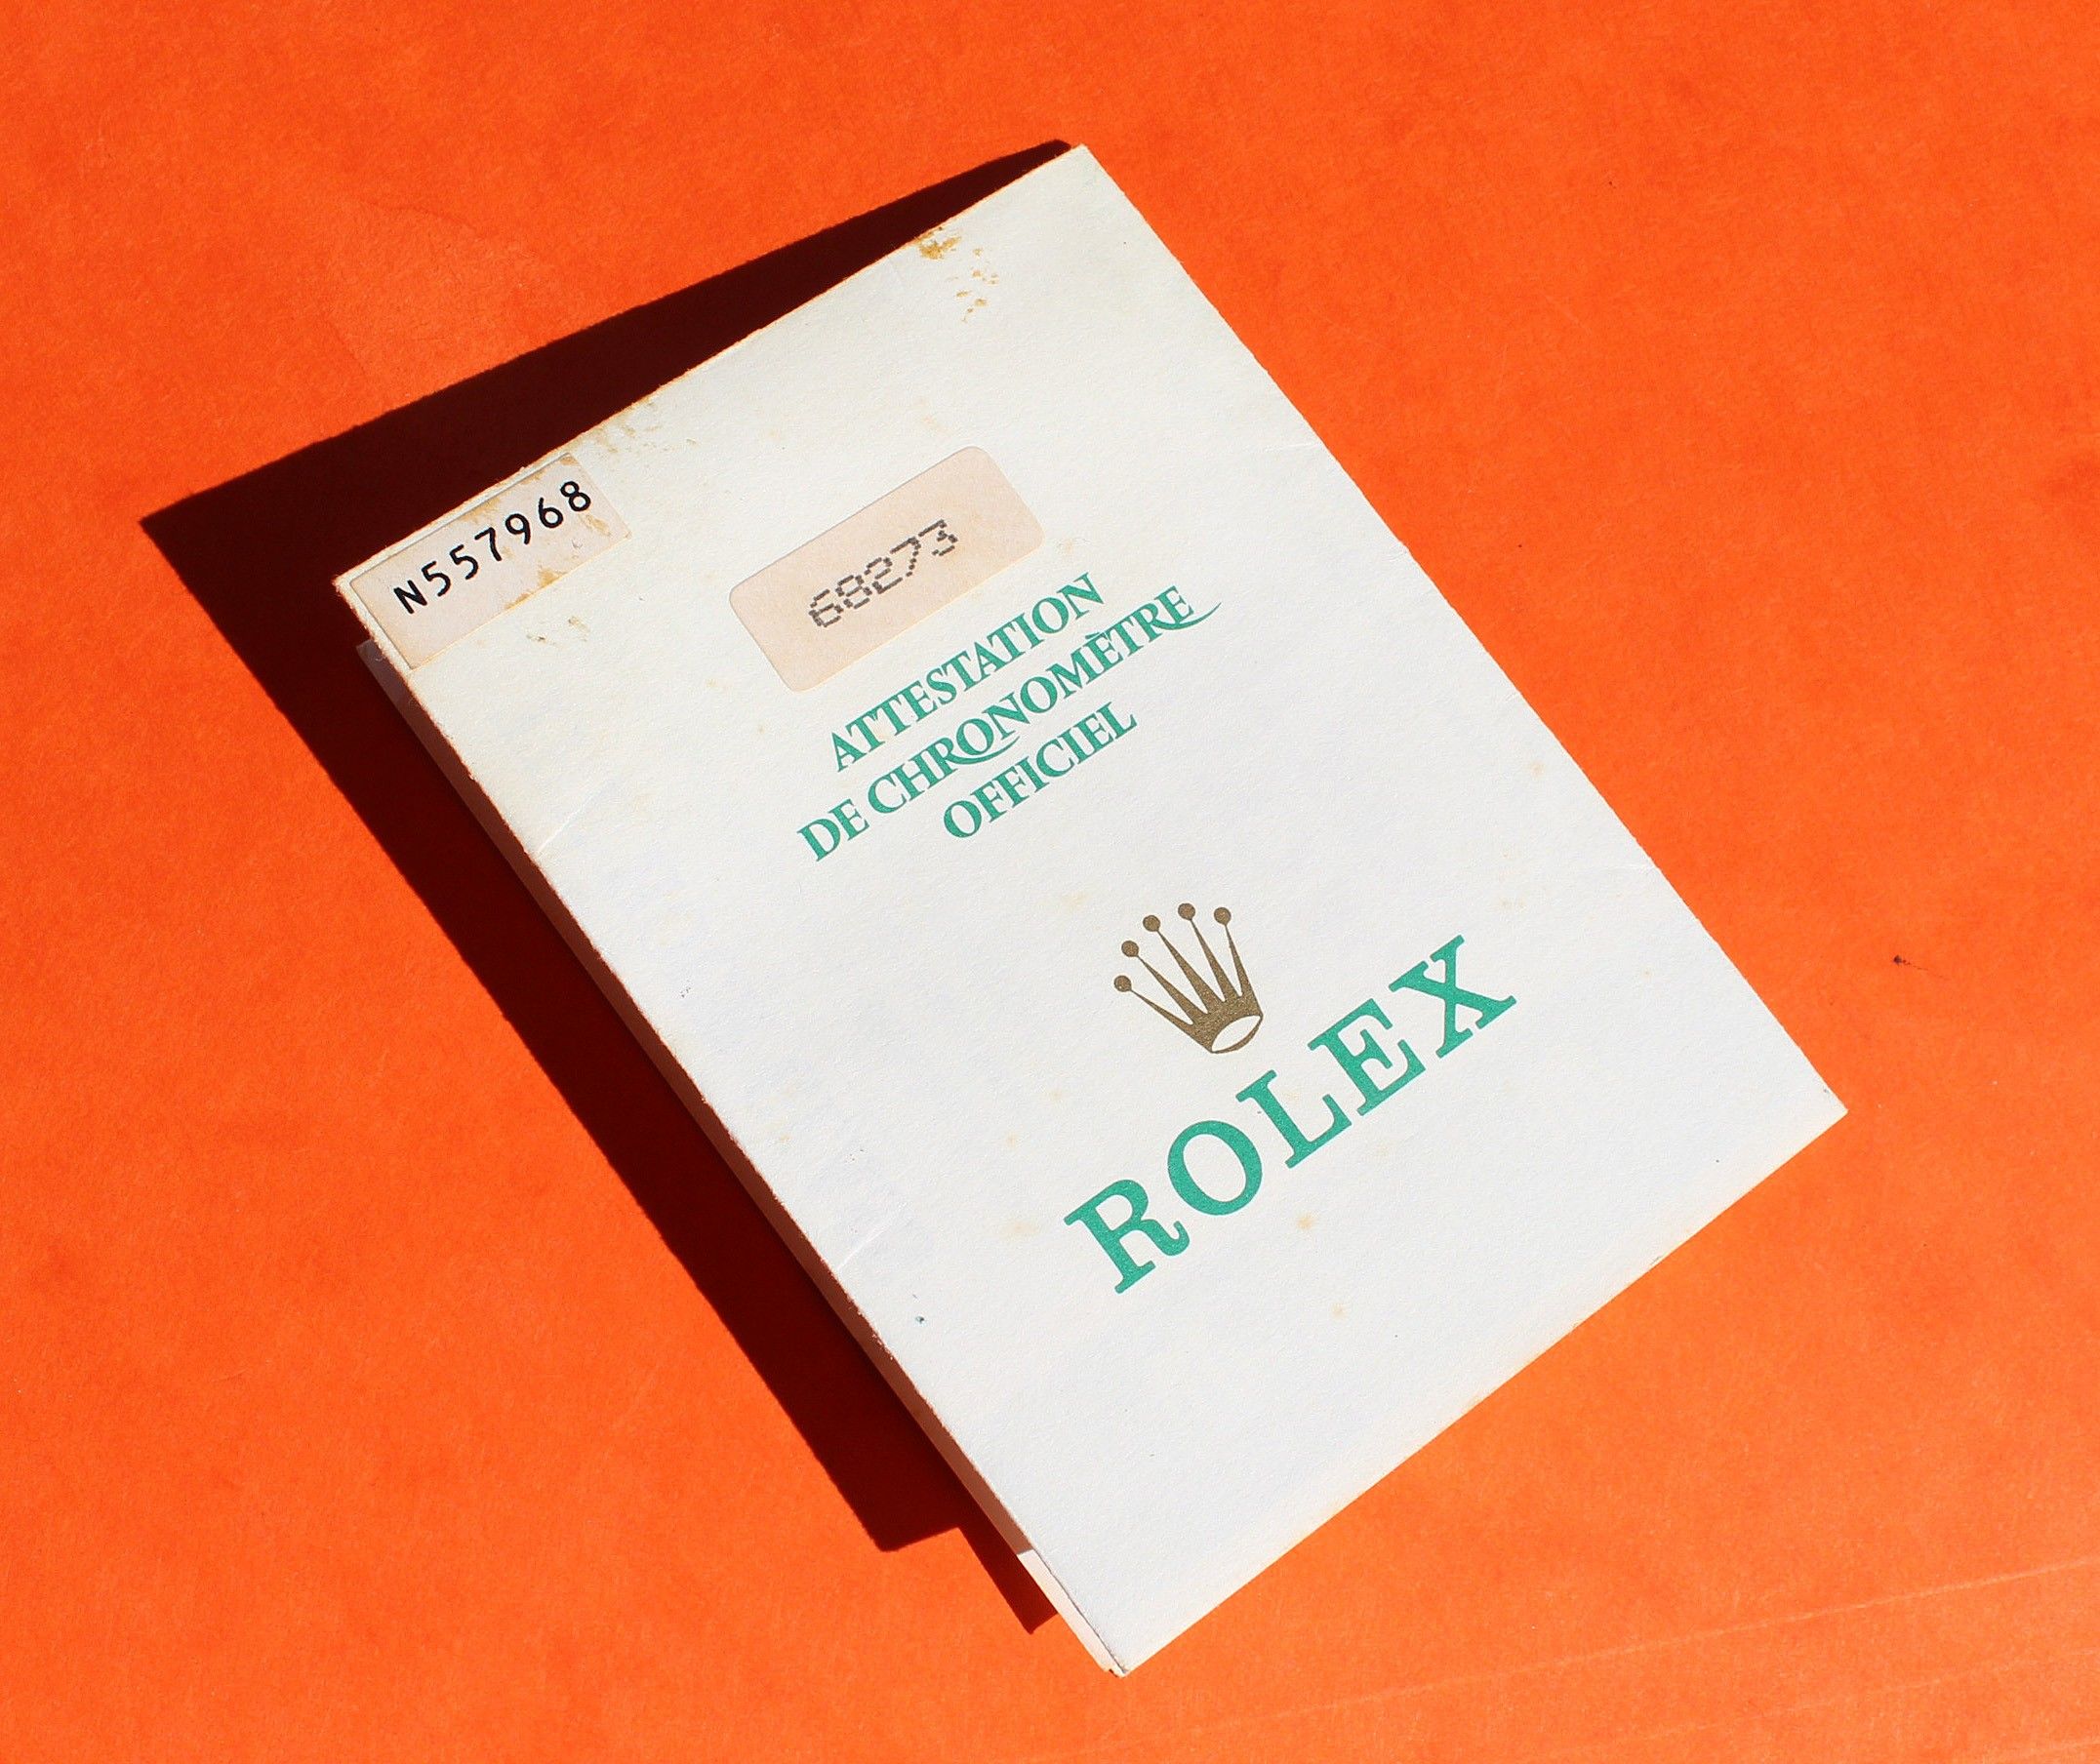 N557968
68273
ATTESTATION
DE CHRONOMÈTRE
OFFICIEL
ROLEX